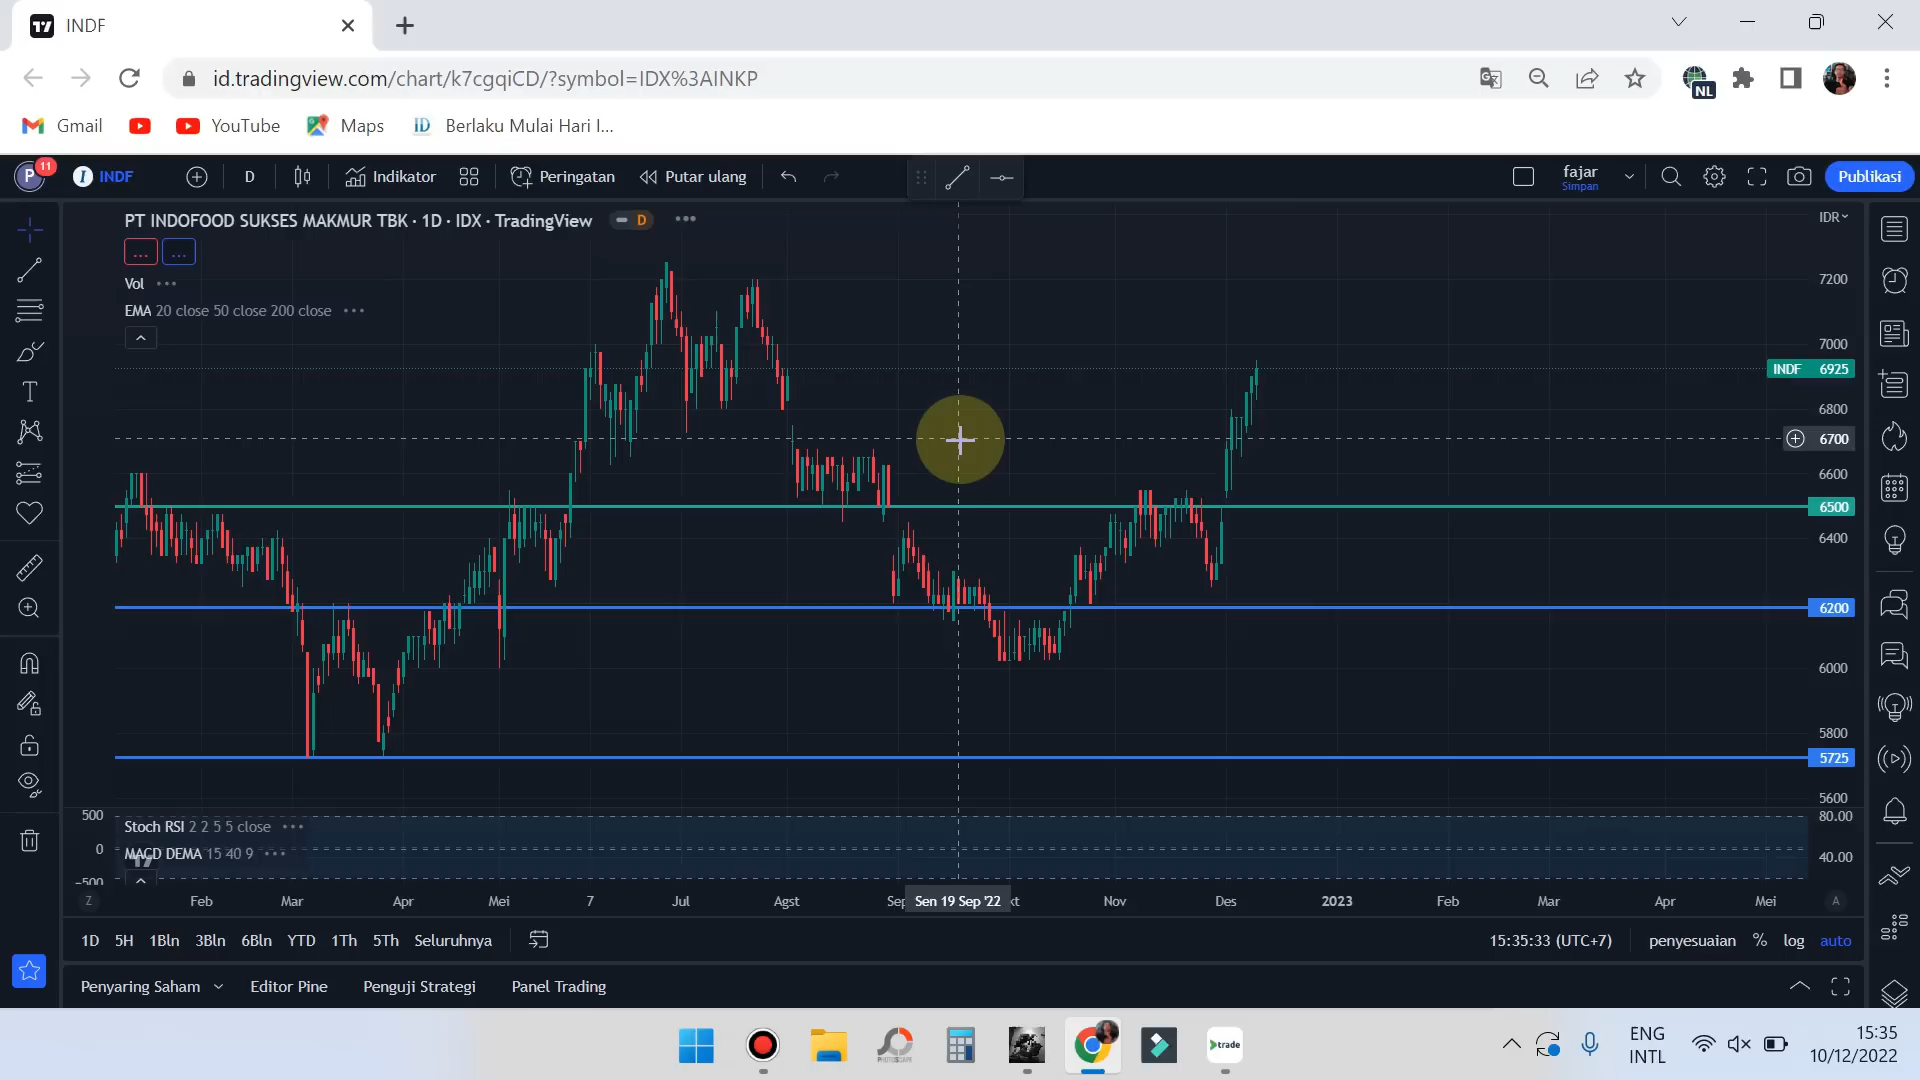 INDF
id.tradingview.com/chart/k7cgqiCD/?symbol=IDX%3AINKP
NL
Gmail
YouTube
Maps
ID
Berlaku Mulai Hari I...
P
11
INDF
D
Indikator
Peringatan
Putar ulang
fajar
Simpan
Publikasi
PT INDOFOOD SUKSES MAKMUR TBK · 1D · IDX · TradingView
D
IDR
Vol
EMA 20 close 50 close 200 close
7200
7000
INDF 6925
6800
6700
6600
6500
6400
6200
6000
5800
5725
5600
500
0
-500
Stoch RSI 2 2 5 5 close
MACD DEMA 15 40 9
80.00
40.00
Z
Feb
Mar
Apr
Mei
7
Jul
Agst
Sep
Sen 19 Sep '22
kt
Nov
Des
2023
Feb
Mar
Apr
Mei
A
1D 5H 1Bln 3Bln 6Bln YTD 1Th 5Th Seluruhnya
15:35:33 (UTC+7)
penyesuaian % log auto
Penyaring Saham
Editor Pine
Penguji Strategi
Panel Trading
PHOTOSCAPE
trade
ENG
INTL
15:35
10/12/2022